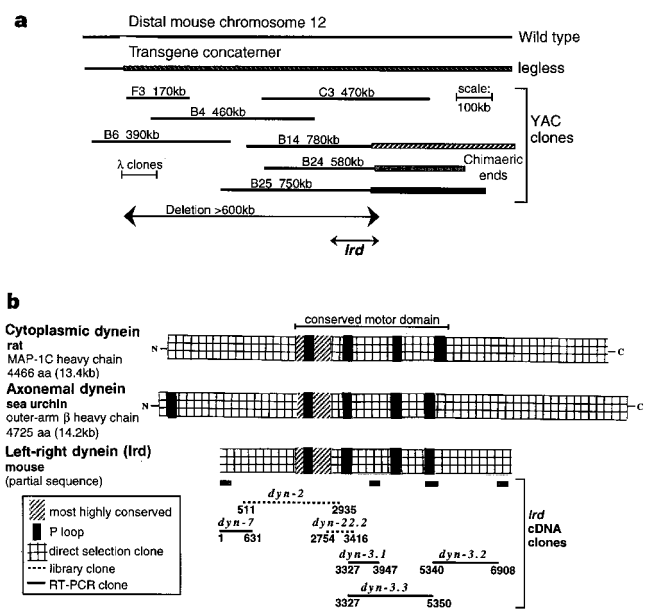 a
Distal mouse chromosome 12
Wild type
Transgene concatemer
legless
F3 170kb
C3 470kb
scale:
100kb
B4 460kb
B6 390kb
B14 780kb
YAC
clones
λ clones
B24 580kb
Chimaeric
ends
B25 750kb
Deletion >600kb
lrd
b
conserved motor domain
Cytoplasmic dynein
rat
MAP-1C heavy chain
4466 aa (13.4kb)
N
C
Axonemal dynein
sea urchin
outer-arm β heavy chain
4725 aa (14.2kb)
N
C
Left-right dynein (lrd)
mouse
(partial sequence)
most highly conserved
P loop
direct selection clone
library clone
RT-PCR clone
dyn-2
511 2935
dyn-7
1 631
dyn-22.2
2754 3416
dyn-3.1
3327 3947
dyn-3.2
5340 6908
dyn-3.3
3327 5350
lrd
cDNA
clones